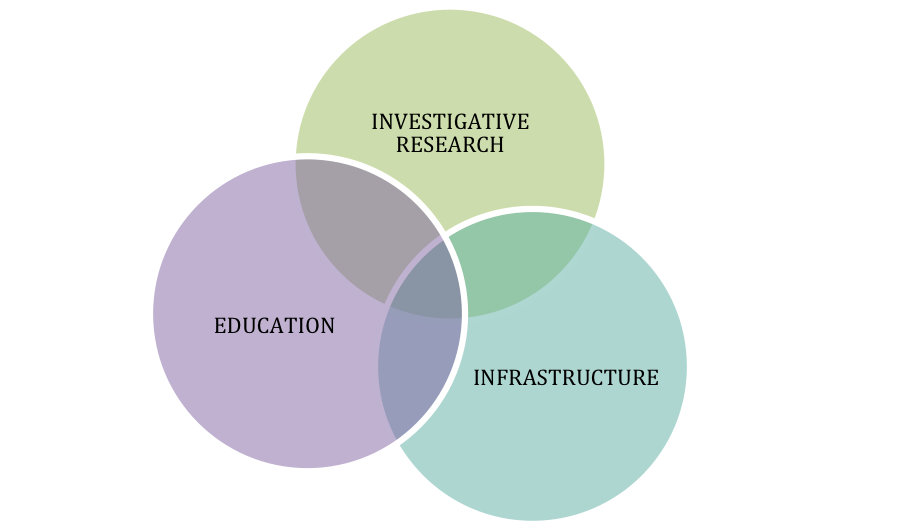 INVESTIGATIVE
RESEARCH
EDUCATION
INFRASTRUCTURE